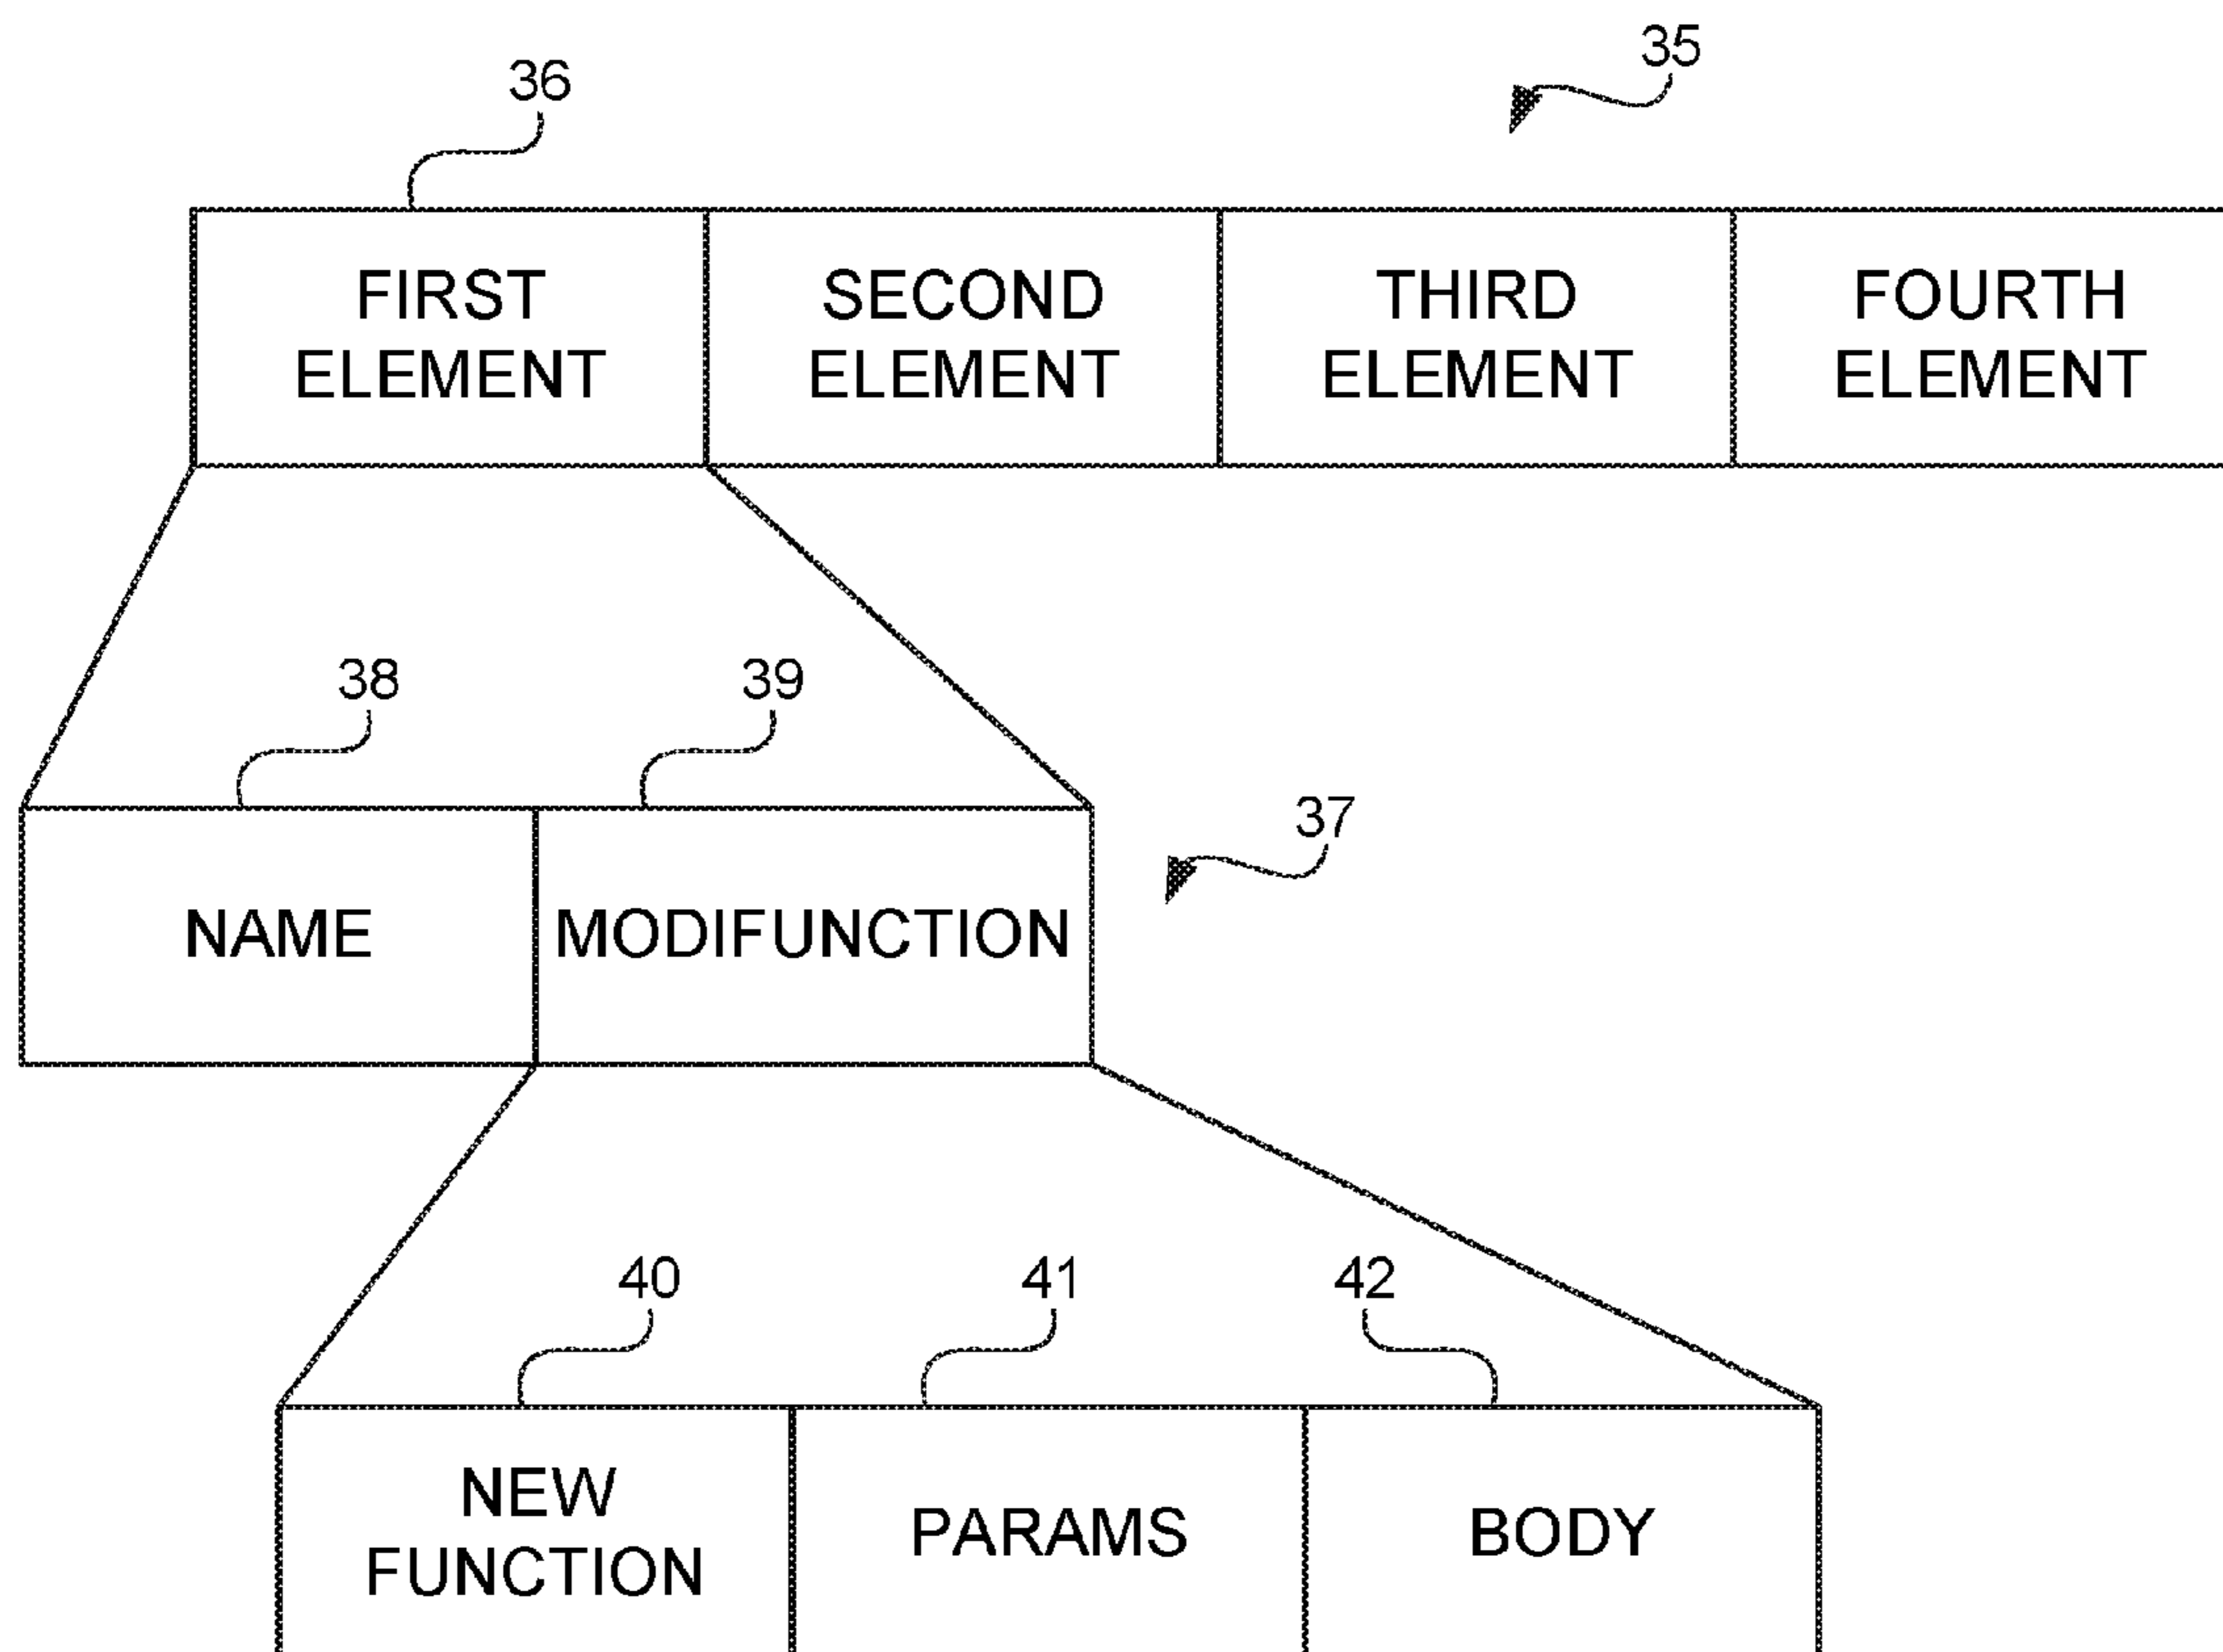 35
36
FIRST
ELEMENT
SECOND
ELEMENT
THIRD
ELEMENT
FOURTH
ELEMENT
38
39
37
NAME
MODIFUNCTION
40
41
42
NEW
FUNCTION
PARAMS
BODY